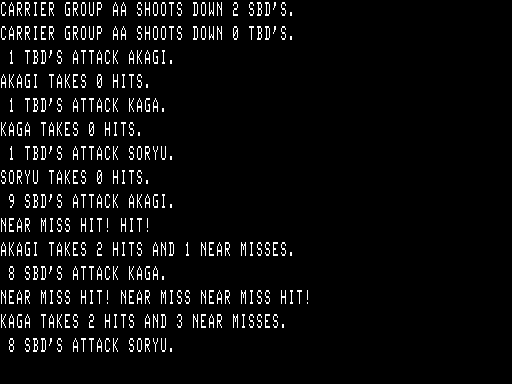 CARRIER GROUP AA SHOOTS DOWN 2 SBD'S.
CARRIER GROUP AA SHOOTS DOWN 0 TBD'S.
1 TBD'S ATTACK AKAGI.
AKAGI TAKES 0 HITS.
1 TBD'S ATTACK KAGA.
KAGA TAKES 0 HITS.
1 TBD'S ATTACK SORYU.
SORYU TAKES 0 HITS.
9 SBD'S ATTACK AKAGI.
NEAR MISS HIT! HIT!
AKAGI TAKES 2 HITS AND 1 NEAR MISSES.
8 SBD'S ATTACK KAGA.
NEAR MISS HIT! NEAR MISS NEAR MISS HIT!
KAGA TAKES 2 HITS AND 3 NEAR MISSES.
8 SBD'S ATTACK SORYU.